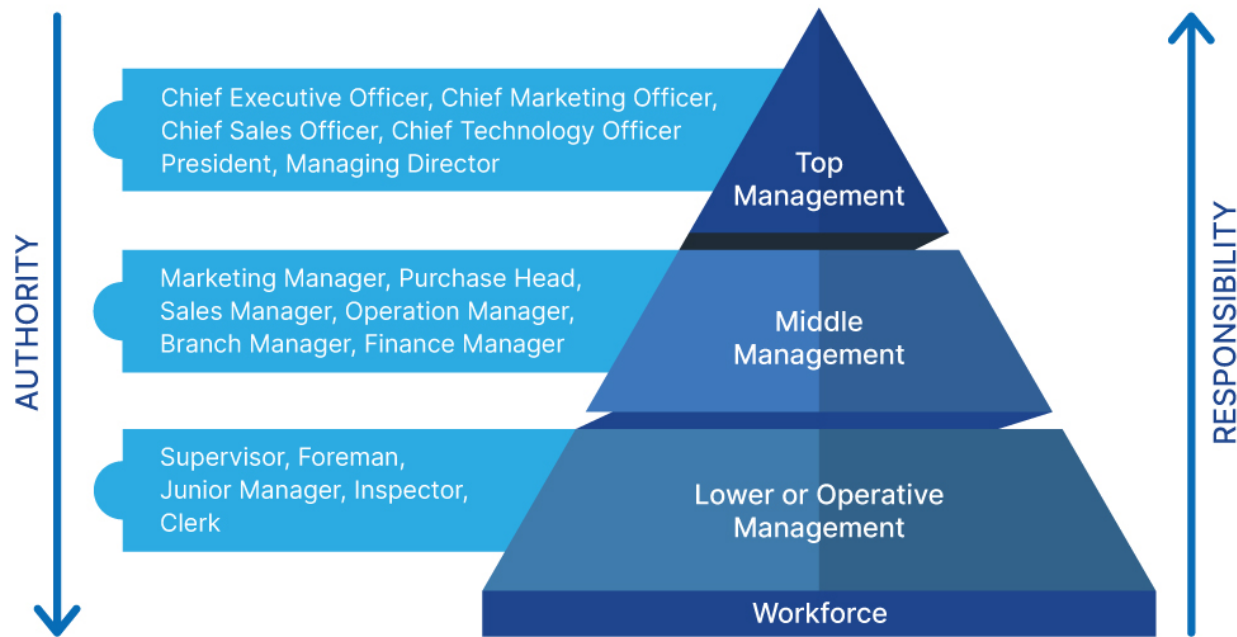 AUTHORITY
Chief Executive Officer, Chief Marketing Officer,
Chief Sales Officer, Chief Technology Officer
President, Managing Director
Top
Management
Marketing Manager, Purchase Head,
Sales Manager, Operation Manager,
Branch Manager, Finance Manager
Middle
Management
Supervisor, Foreman,
Junior Manager, Inspector,
Clerk
Lower or Operative
Management
Workforce
RESPONSIBILITY